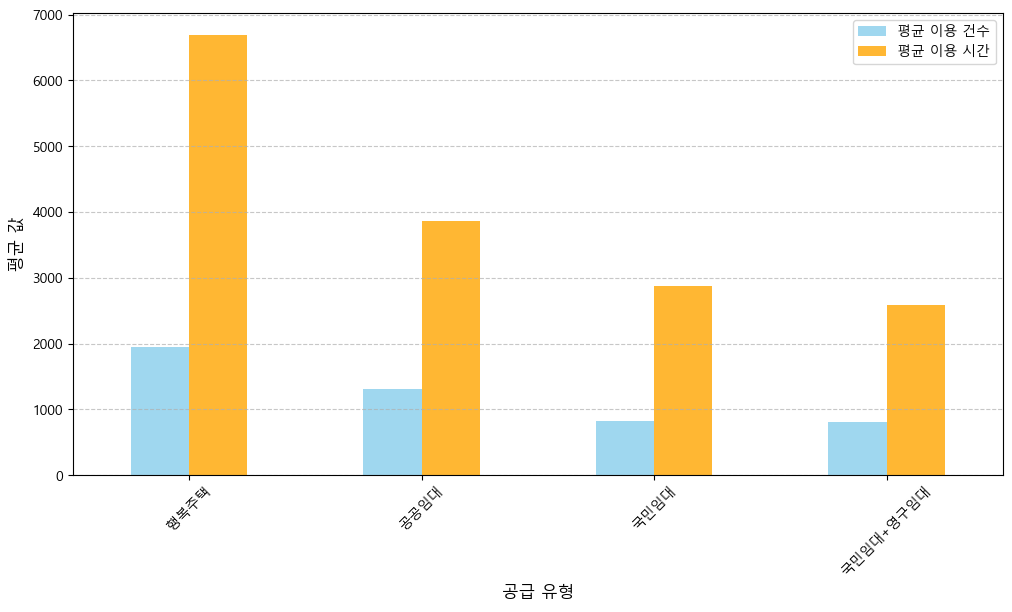 7000
6000
5000
4000
3000
2000
1000
0
평균 값
평균 이용 건수
평균 이용 시간
행복주택
공공임대
국민임대
국민임대+영구임대
공급 유형